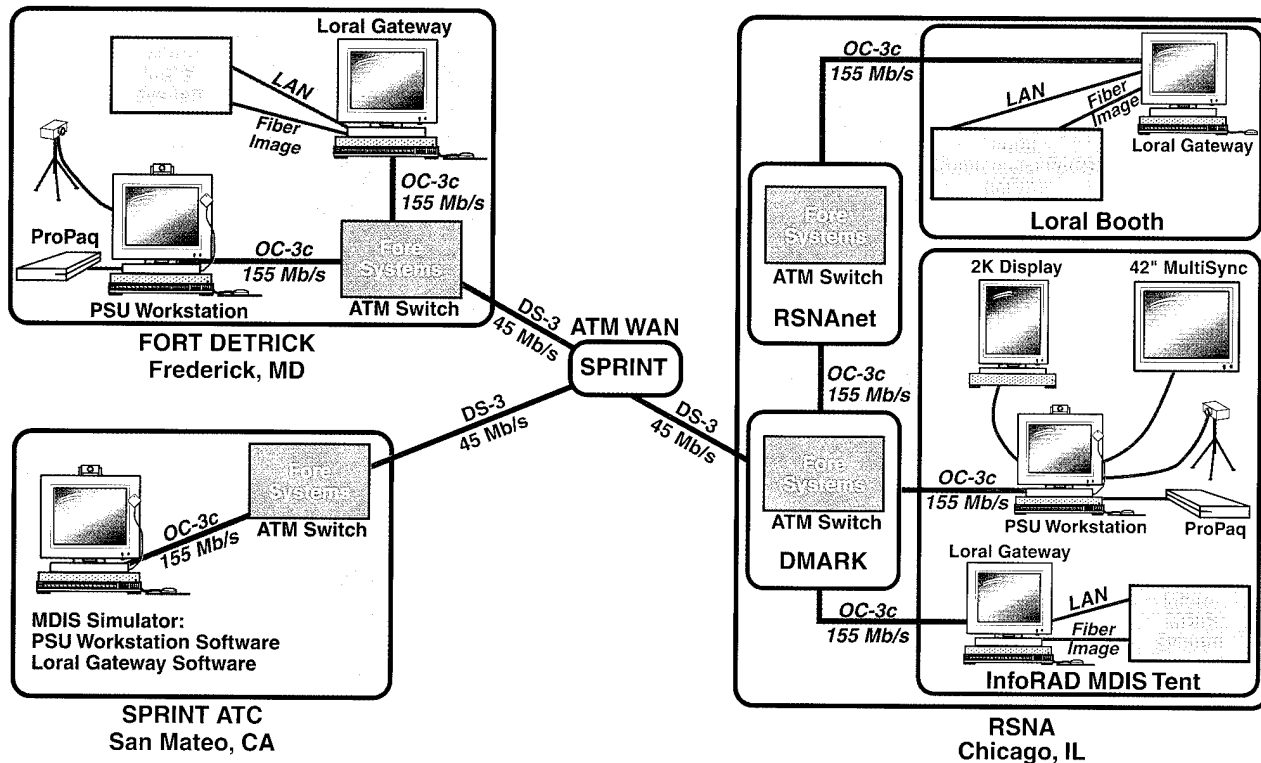 Loral Gateway
LAN
Fiber
Image
OC-3c
155 Mb/s
ProPaq
OC-3c
155 Mb/s
Fore
Systems
PSU Workstation
ATM Switch
FORT DETRICK
Frederick, MD
DS-3
45 Mb/s
ATM WAN
SPRINT
DS-3
45 Mb/s
DS-3
45 Mb/s
Fore
Systems
ATM Switch
OC-3c
155 Mb/s
MDIS Simulator:
PSU Workstation Software
Loral Gateway Software
SPRINT ATC
San Mateo, CA
OC-3c
155 Mb/s
LAN
Fiber
Image
Loral Gateway
Loral Booth
Fore
Systems
ATM Switch
RSNAnet
OC-3c
155 Mb/s
Fore
Systems
ATM Switch
DMARK
2K Display
42" MultiSync
OC-3c
155 Mb/s
PSU Workstation
ProPaq
Loral Gateway
OC-3c
155 Mb/s
LAN
Fiber
Image
InfoRAD MDIS Tent
RSNA
Chicago, IL